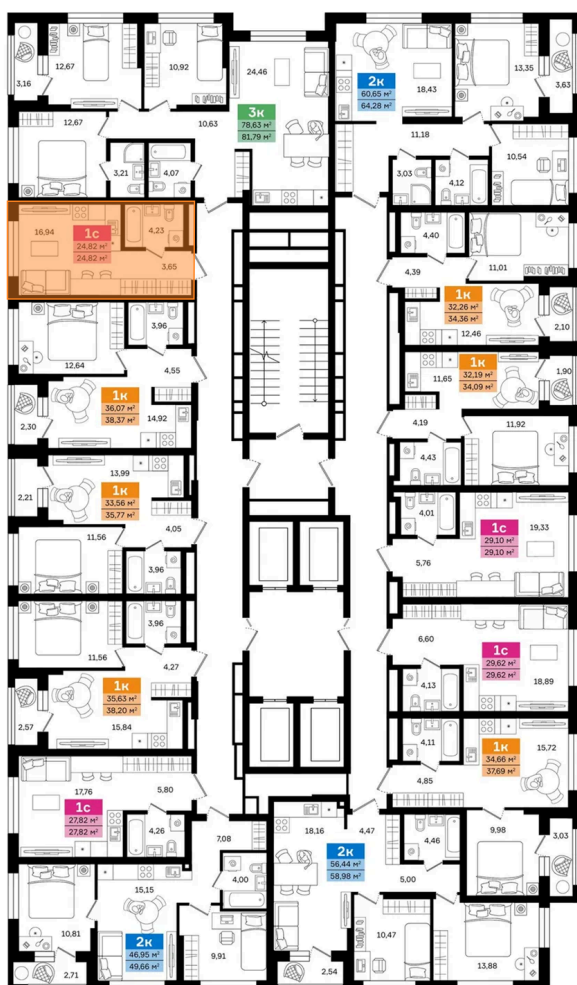 3,16
12,67
10,92
24,46
3к
78,63 м²
81,79 м²
2к
60,65 м²
64,28 м²
18,43
13,35
3,63
12,67
10,63
3,21
4,07
11,18
3,03
4,12
10,54
16,94
1с
24,82 м²
24,82 м²
4,23
3,65
4,40
4,39
11,01
1к
32,26 м²
34,36 м²
12,46
2,10
12,64
3,96
4,55
1к
36,07 м²
38,37 м²
14,92
2,30
1к
32,19 м²
34,09 м²
11,65
1,90
4,19
4,43
11,92
13,99
2,21
1к
33,56 м²
35,77 м²
4,05
11,56
3,96
4,01
1с
29,10 м²
29,10 м²
19,33
5,76
3,96
11,56
4,27
1к
35,63 м²
38,20 м²
2,57
15,84
6,60
1с
29,62 м²
29,62 м²
4,13
18,89
4,11
1к
34,66 м²
37,69 м²
15,72
4,85
17,76
5,80
1с
27,82 м²
27,82 м²
4,26
7,08
18,16
4,47
2к
56,44 м²
58,98 м²
4,46
5,00
9,98
3,03
15,15
4,00
10,81
2к
46,95 м²
49,66 м²
9,91
2,71
2,54
10,47
13,88